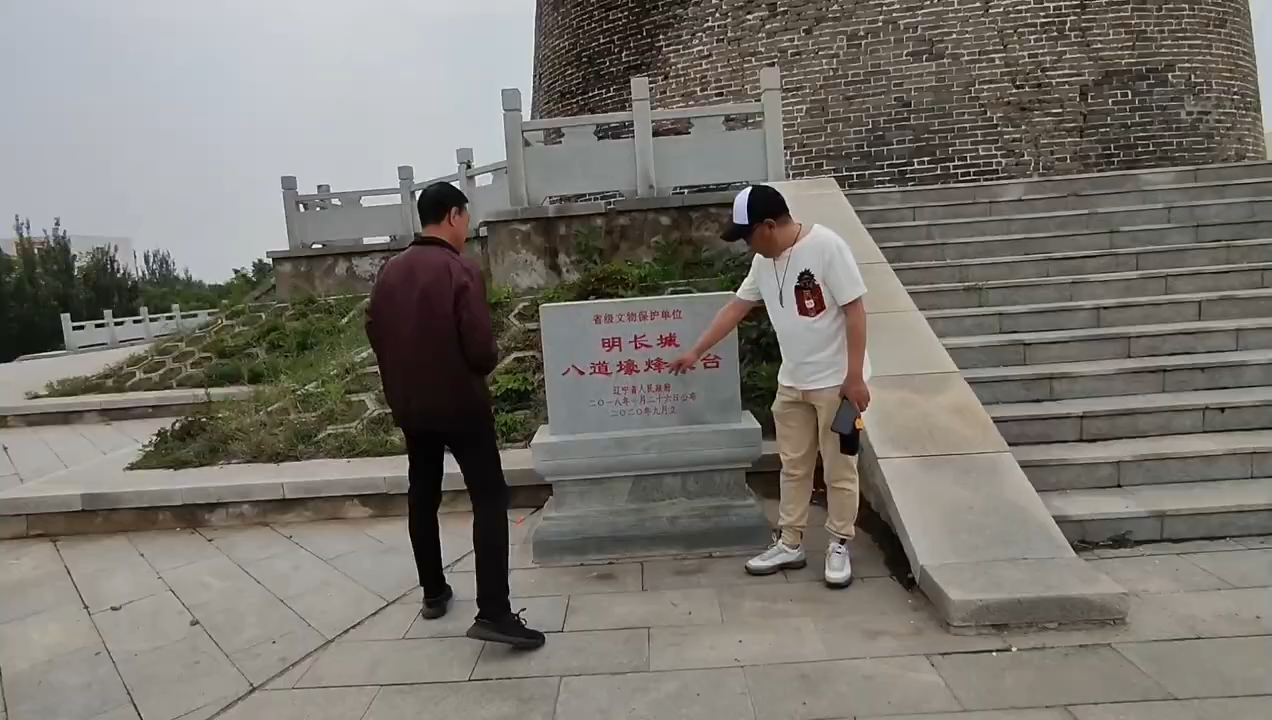 省级文物保护单位
明长城
八道壕烽火台
辽宁省人民政府
二〇一八年一月二十六日公布
二〇二〇年九月立